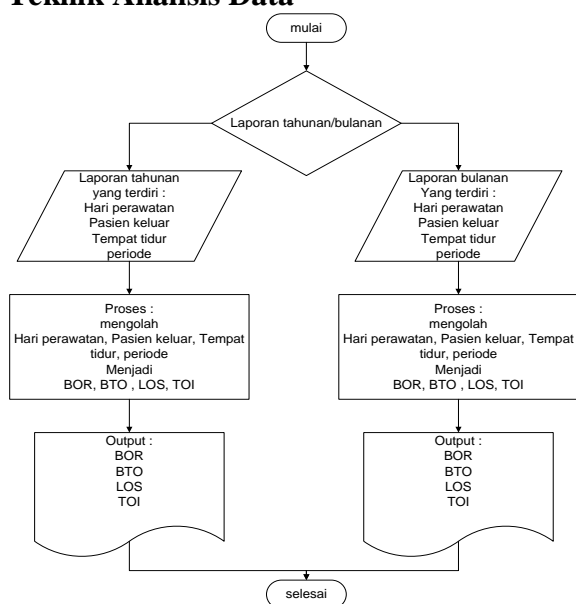 Teknik Analisis Data
mulai
Laporan tahunan/bulanan
Laporan tahunan
yang terdiri :
Hari perawatan
Pasien keluar
Tempat tidur
periode
Laporan bulanan
Yang terdiri :
Hari perawatan
Pasien keluar
Tempat tidur
periode
Proses :
mengolah
Hari perawatan, Pasien keluar, Tempat
tidur, periode
Menjadi
BOR, BTO , LOS, TOI
Proses :
mengolah
Hari perawatan, Pasien keluar, Tempat
tidur, periode
Menjadi
BOR, BTO , LOS, TOI
Output :
BOR
BTO
LOS
TOI
Output :
BOR
BTO
LOS
TOI
selesai